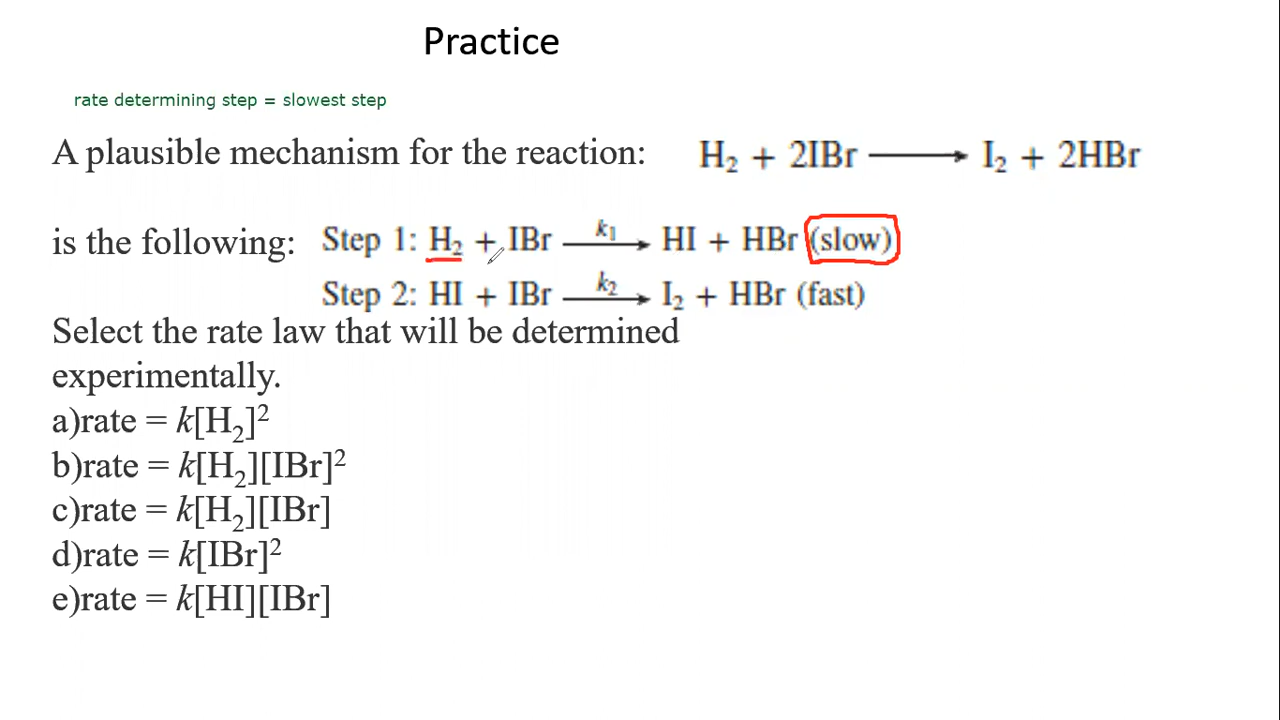 Practice
rate determining step = slowest step
A plausible mechanism for the reaction: H₂ + 2IBr ⟶ I₂ + 2HBr
is the following: Step 1: H₂ + IBr ⟶ k₁ HI + HBr (slow)
Step 2: HI + IBr ⟶ k₂ I₂ + HBr (fast)
Select the rate law that will be determined
experimentally.
a)rate = k[H₂]²
b)rate = k[H₂][IBr]²
c)rate = k[H₂][IBr]
d)rate = k[IBr]²
e)rate = k[HI][IBr]